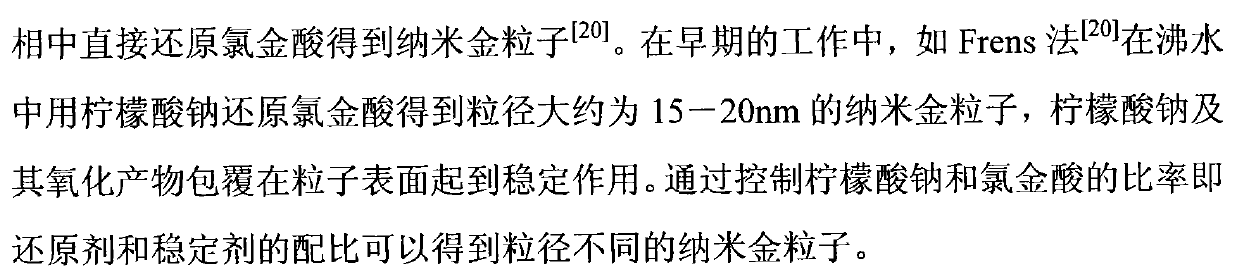 相中直接还原氯金酸得到纳米金粒子[20]。在早期的工作中，如 Frens 法[20]在沸水
中用柠檬酸钠还原氯金酸得到粒径大约为 15－20nm 的纳米金粒子，柠檬酸钠及
其氧化产物包覆在粒子表面起到稳定作用。通过控制柠檬酸钠和氯金酸的比率即
还原剂和稳定剂的配比可以得到粒径不同的纳米金粒子。